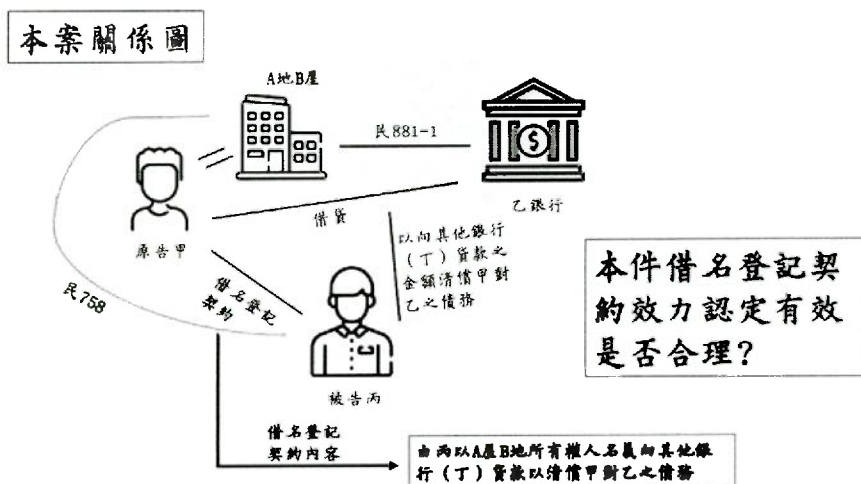 本案關係圖
A地B屋
民881-1
乙銀行
原告甲
借貸
以向其他銀行
(丁)貸款之
金額清償甲對
乙之債務
民758
借名登記
契約
被告丙
本件借名登記契
約效力認定有效
是否合理?
借名登記
契約內容
由丙以A屋B地所有權人名義向其他銀
行(丁)貸款以清償甲對乙之債務